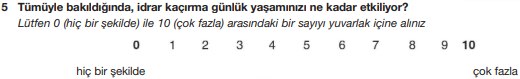 5 Tümüyle bakıldığında, idrar kaçırma günlük yaşamınızı ne kadar etkiliyor?
Lütfen 0 (hiç bir şekilde) ile 10 (çok fazla) arasındaki bir sayıyı yuvarlak içine alınız
0 1 2 3 4 5 6 7 8 9 10
hiç bir şekilde çok fazla